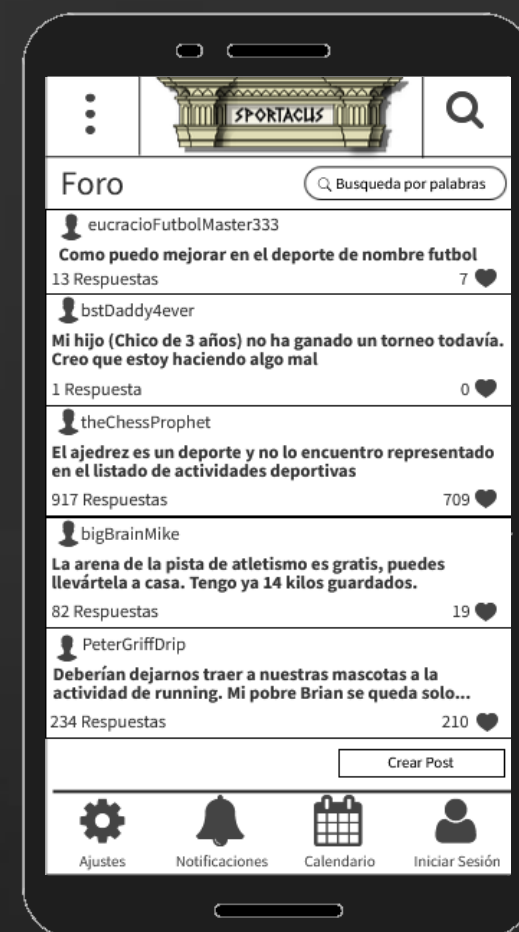 SPORTACUS
Foro
Busqueda por palabras
eucracioFutbolMaster333
Como puedo mejorar en el deporte de nombre futbol
13 Respuestas
7
bstDaddy4ever
Mi hijo (Chico de 3 años) no ha ganado un torneo todavía.
Creo que estoy haciendo algo mal
1 Respuesta
0
theChessProphet
El ajedrez es un deporte y no lo encuentro representado
en el listado de actividades deportivas
917 Respuestas
709
bigBrainMike
La arena de la pista de atletismo es gratis, puedes
llevártela a casa. Tengo ya 14 kilos guardados.
82 Respuestas
19
PeterGriffDrip
Deberían dejarnos traer a nuestras mascotas a la
actividad de running. Mi pobre Brian se queda solo...
234 Respuestas
210
Crear Post
Ajustes
Notificaciones
Calendario
Iniciar Sesión